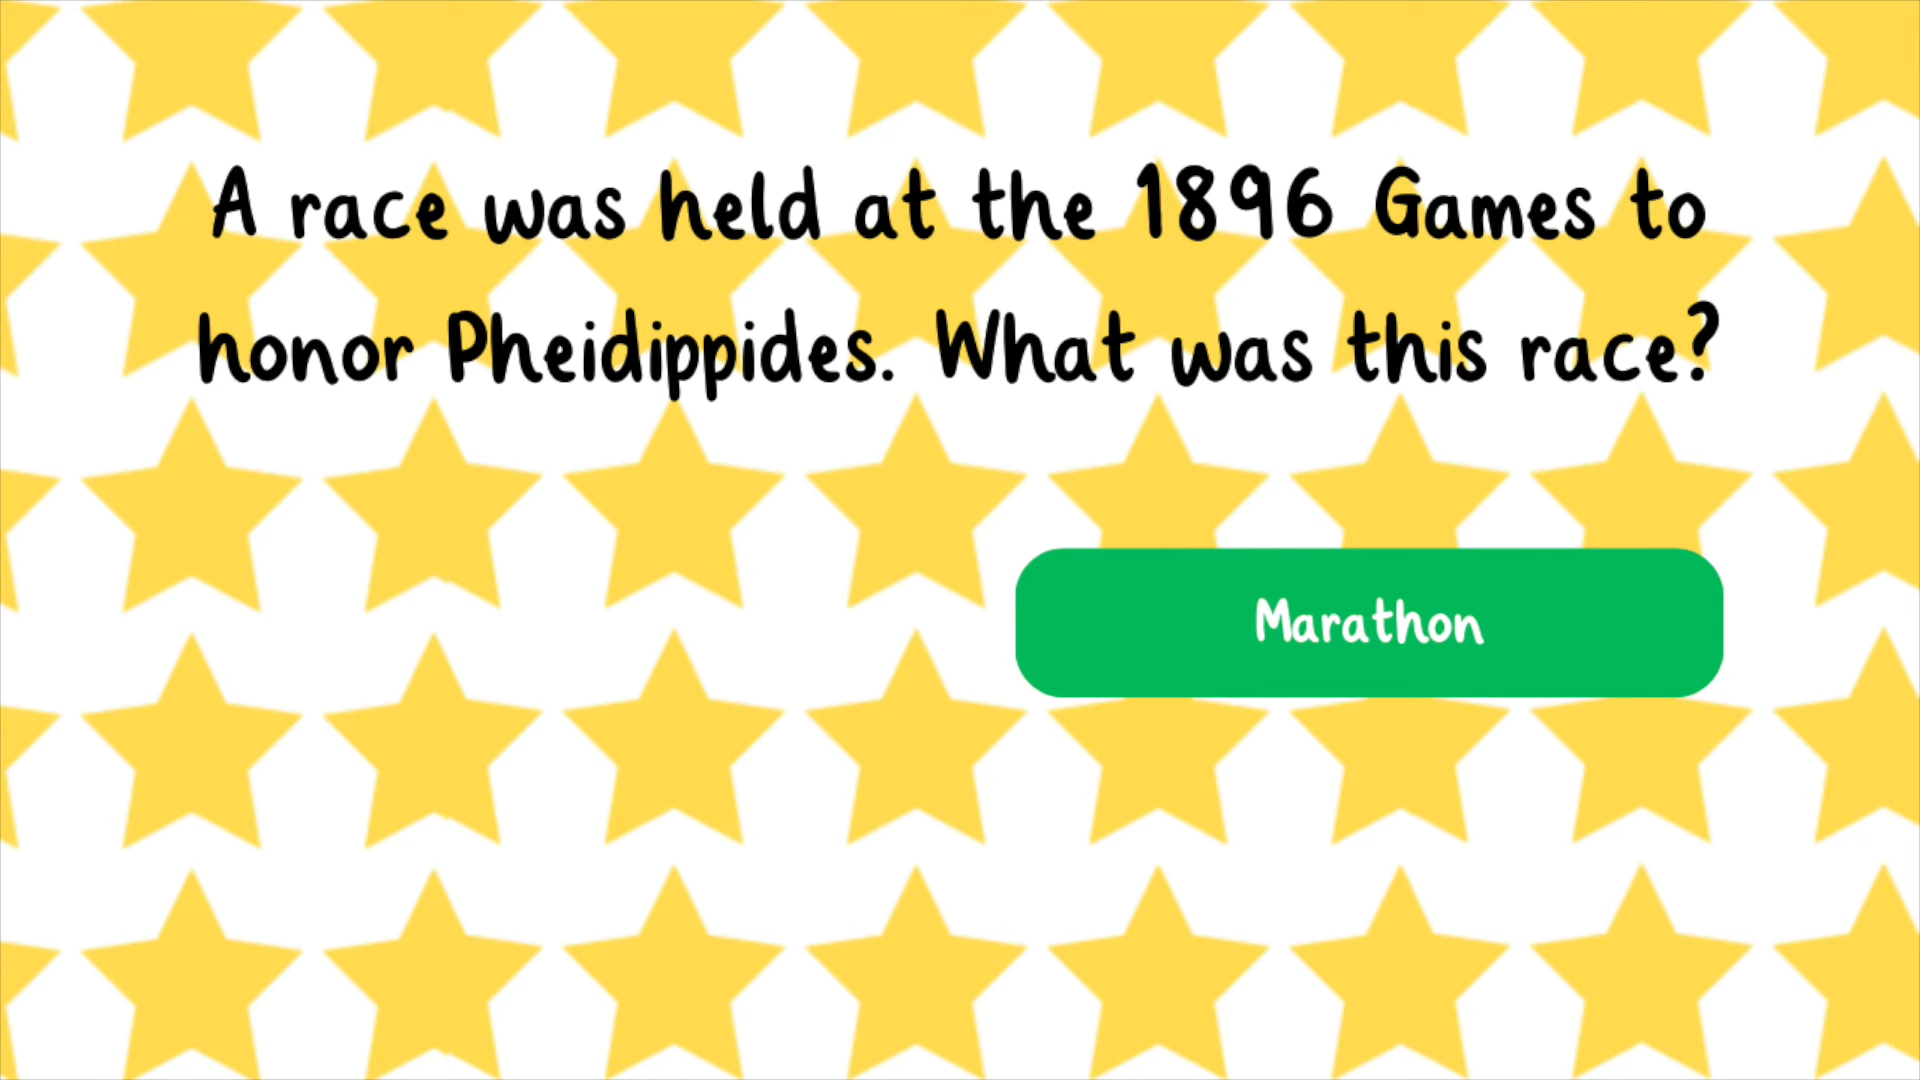 A race was held at the 1896 Games to
honor Pheidippides. What was this race?
Marathon